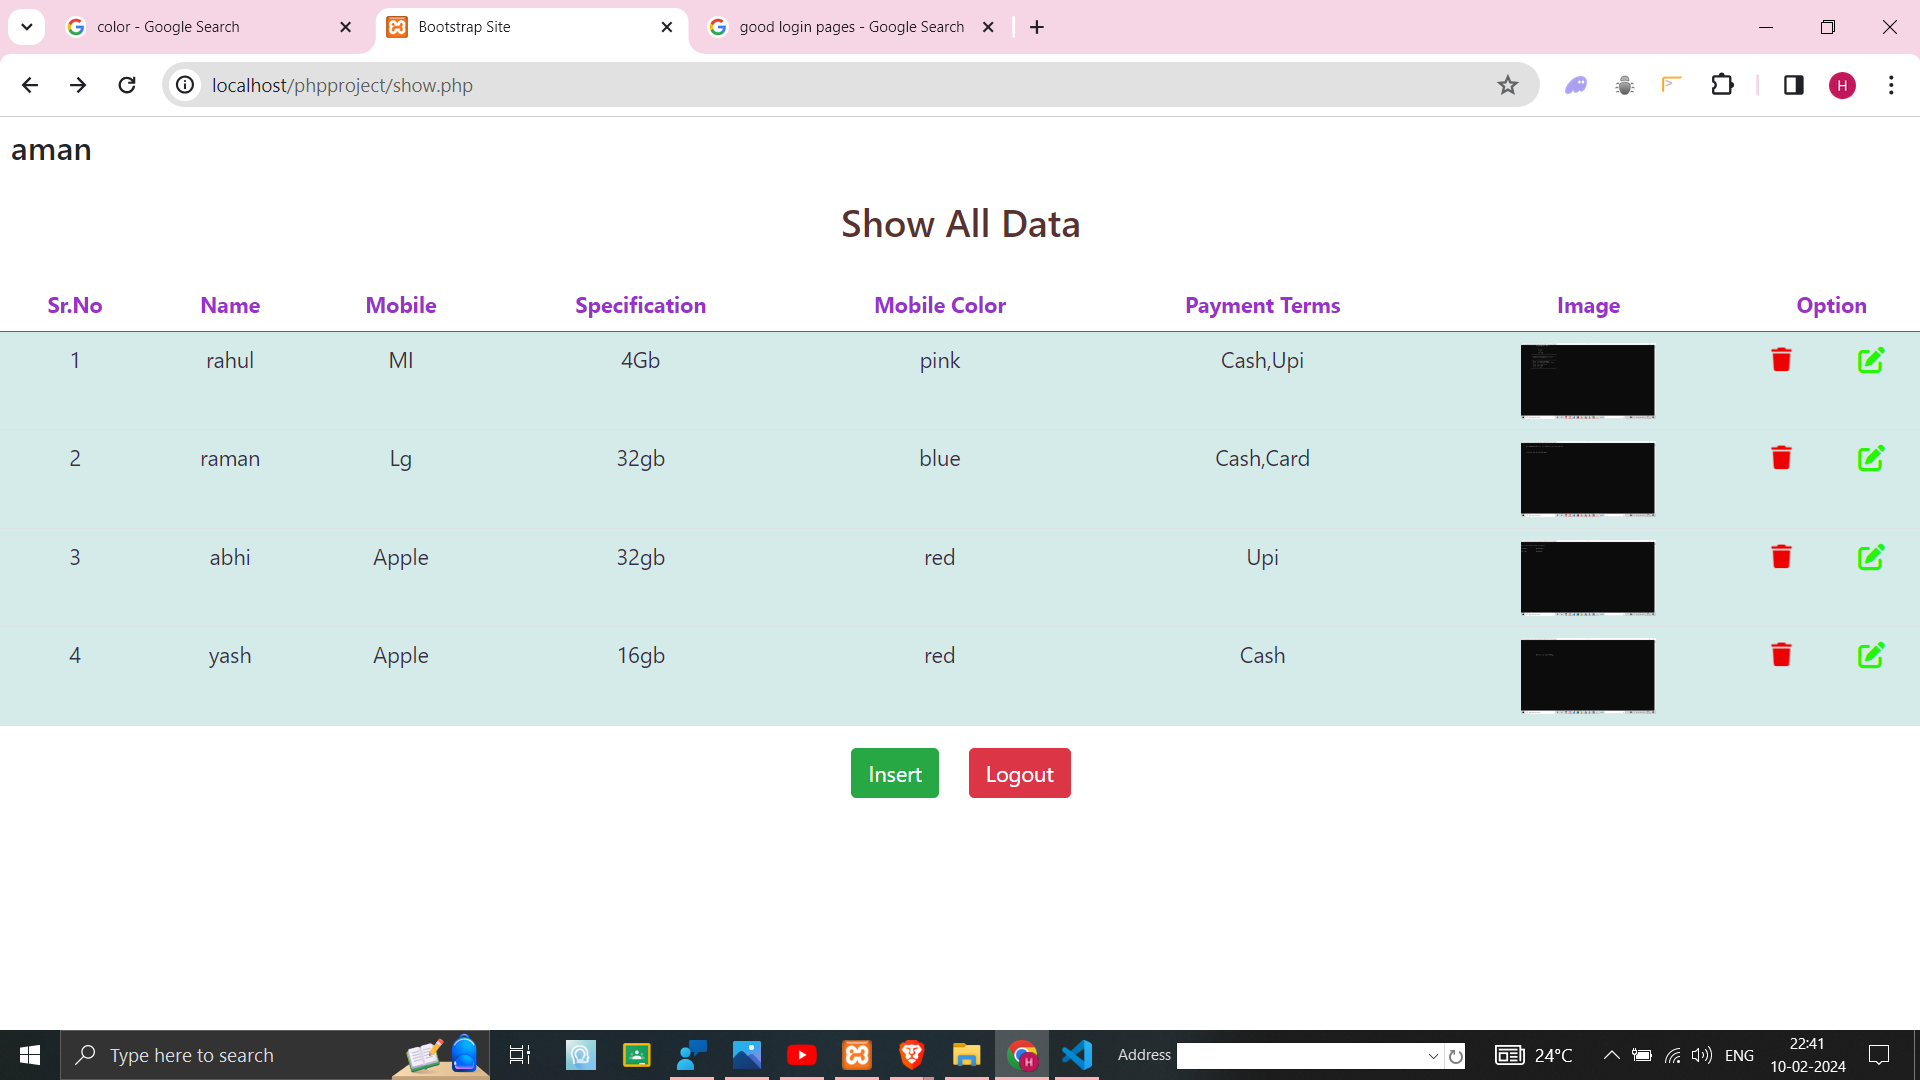 color - Google Search
Bootstrap Site
good login pages - Google Search
localhost/phpproject/show.php
H
aman
Show All Data
Sr.No Name Mobile Specification Mobile Color Payment Terms Image Option
1 rahul MI 4Gb pink Cash,Upi
2 raman Lg 32gb blue Cash,Card
3 abhi Apple 32gb red Upi
4 yash Apple 16gb red Cash
Insert Logout
Type here to search
H
Address
24°C
ENG
22:41
10-02-2024